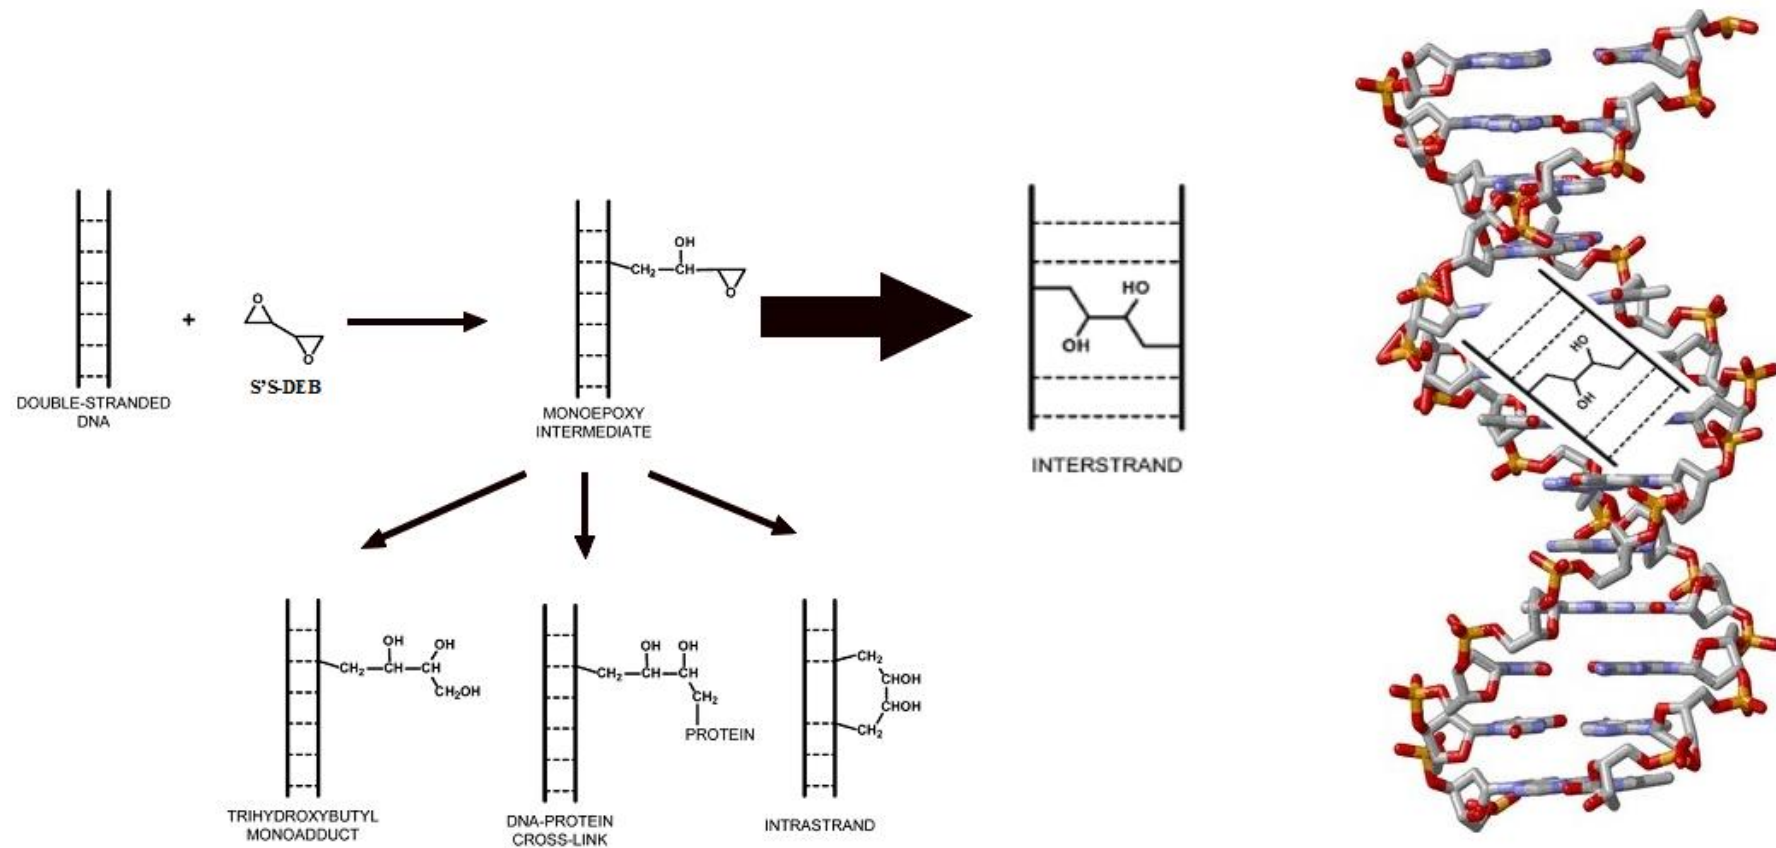 DOUBLE-STRANDED
DNA
+
O
O
S'S-DEB
OH
CH₂
CH
O
MONOEPOXY
INTERMEDIATE
HO
OH
INTERSTRAND
HO
OH
OH
OH
CH₂
CH
CH
CH₂OH
TRIHYDROXYBUTYL
MONOADDUCT
OH
OH
CH₂
CH
CH
CH₂
PROTEIN
DNA-PROTEIN
CROSS-LINK
CH₂
CHOH
CHOH
CH₂
INTRASTRAND